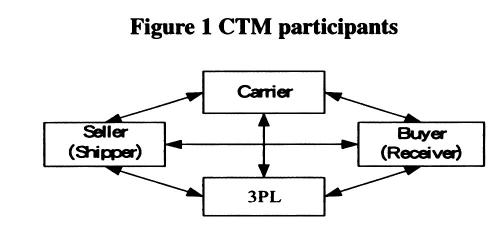 Figure 1 CTM participants
Carrier
Seller
(Shipper)
Buyer
(Receiver)
3PL